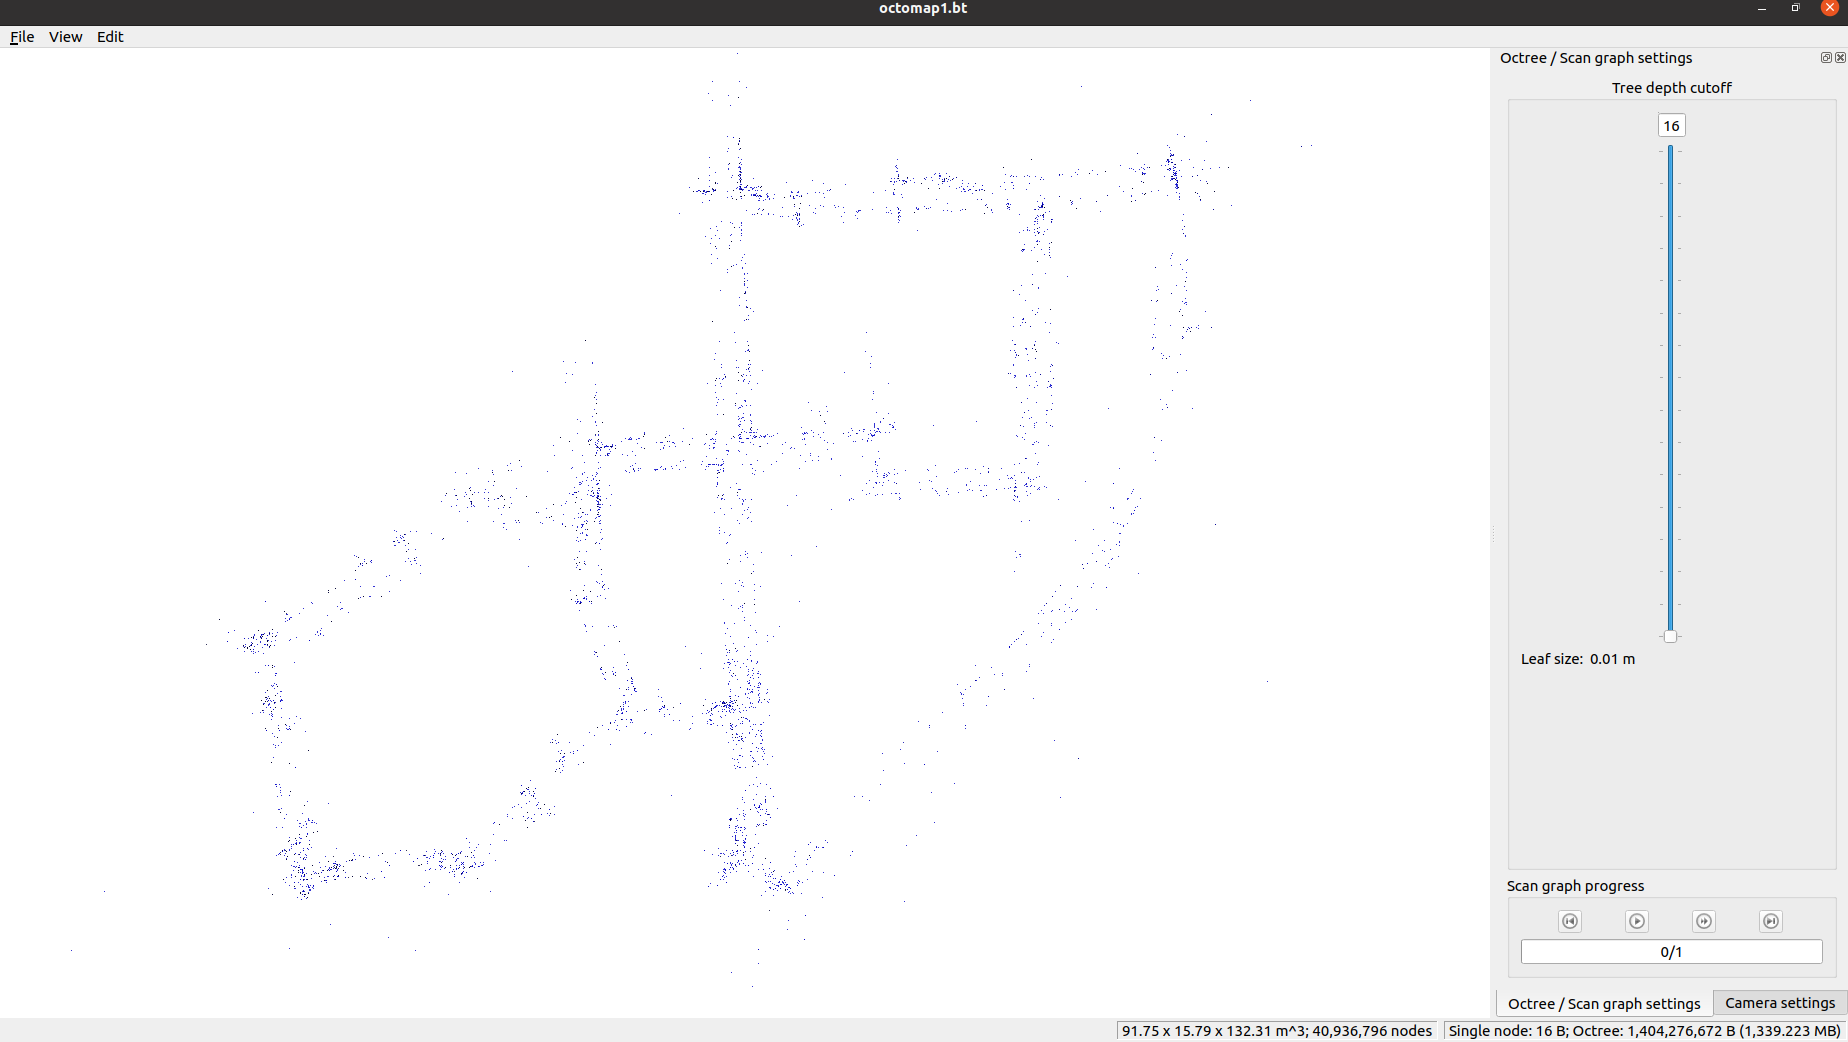 octomap1.bt
File View Edit
Octree / Scan graph settings
Tree depth cutoff
16
Leaf size: 0.01 m
Scan graph progress
0/1
Octree / Scan graph settings Camera settings
91.75 x 15.79 x 132.31 m^3; 40,936,796 nodes Single node: 16 B; Octree: 1,404,276,672 B (1,339.223 MB)